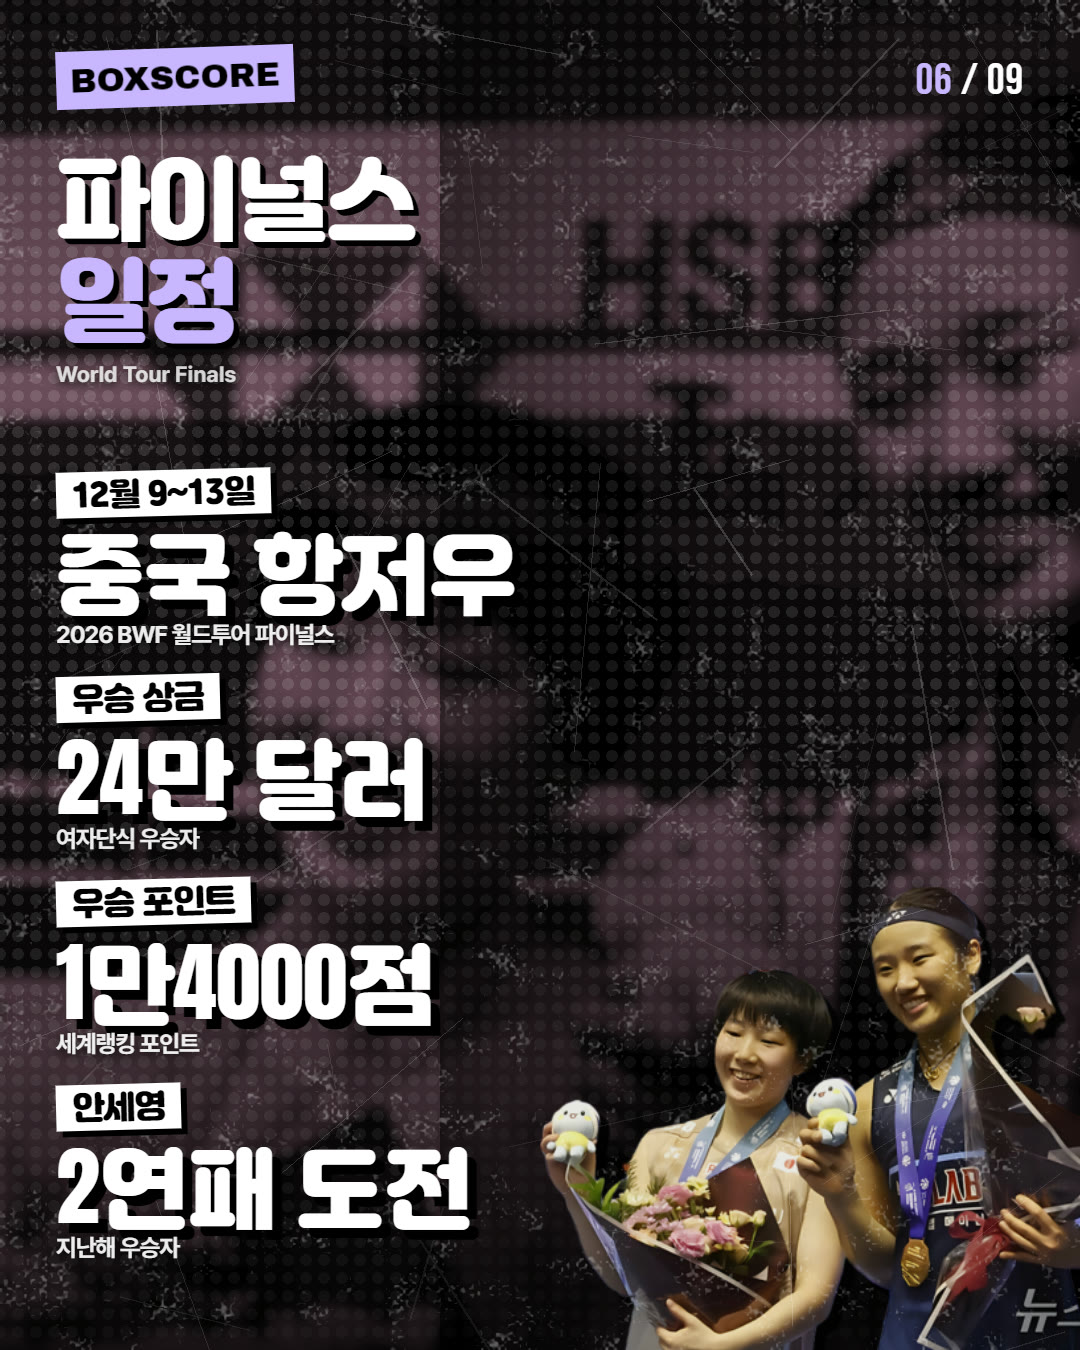 BOXSCORE
06 / 09
파이널스
일정
World Tour Finals
HSB
12월 9~13일
중국 항저우
2026 BWF 월드투어 파이널스
우승 상금
24만 달러
여자단식 우승자
우승 포인트
1만4000점
세계랭킹 포인트
안세영
2연패 도전
지난해 우승자
LAB
뉴스